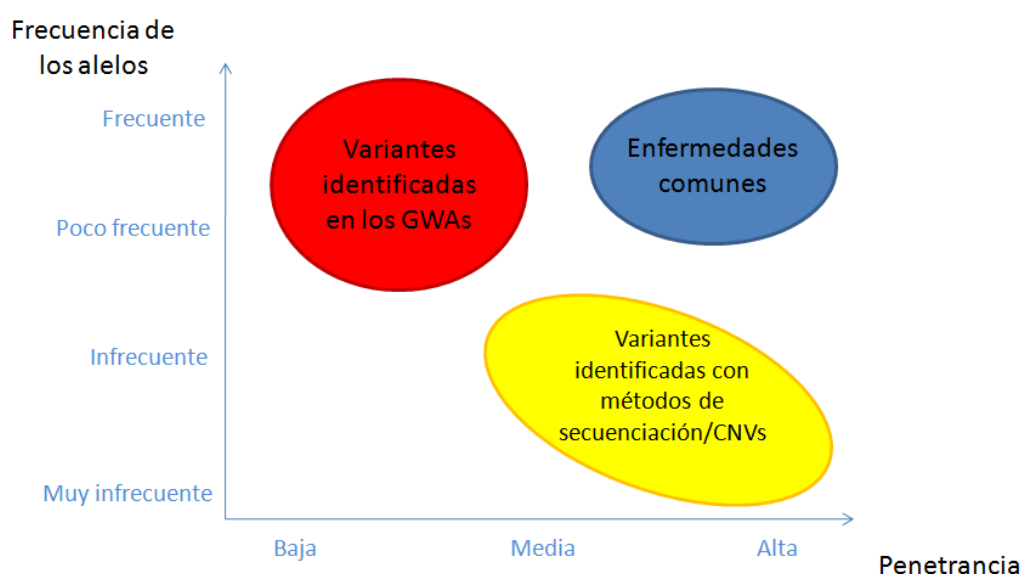 Frecuencia de
los alelos
Frecuente
Poco frecuente
Infrecuente
Muy infrecuente
Variantes
identificadas
en los GWAs
Enfermedades
comunes
Variantes
identificadas con
métodos de
secuenciación/CNVs
Baja
Media
Alta
Penetrancia